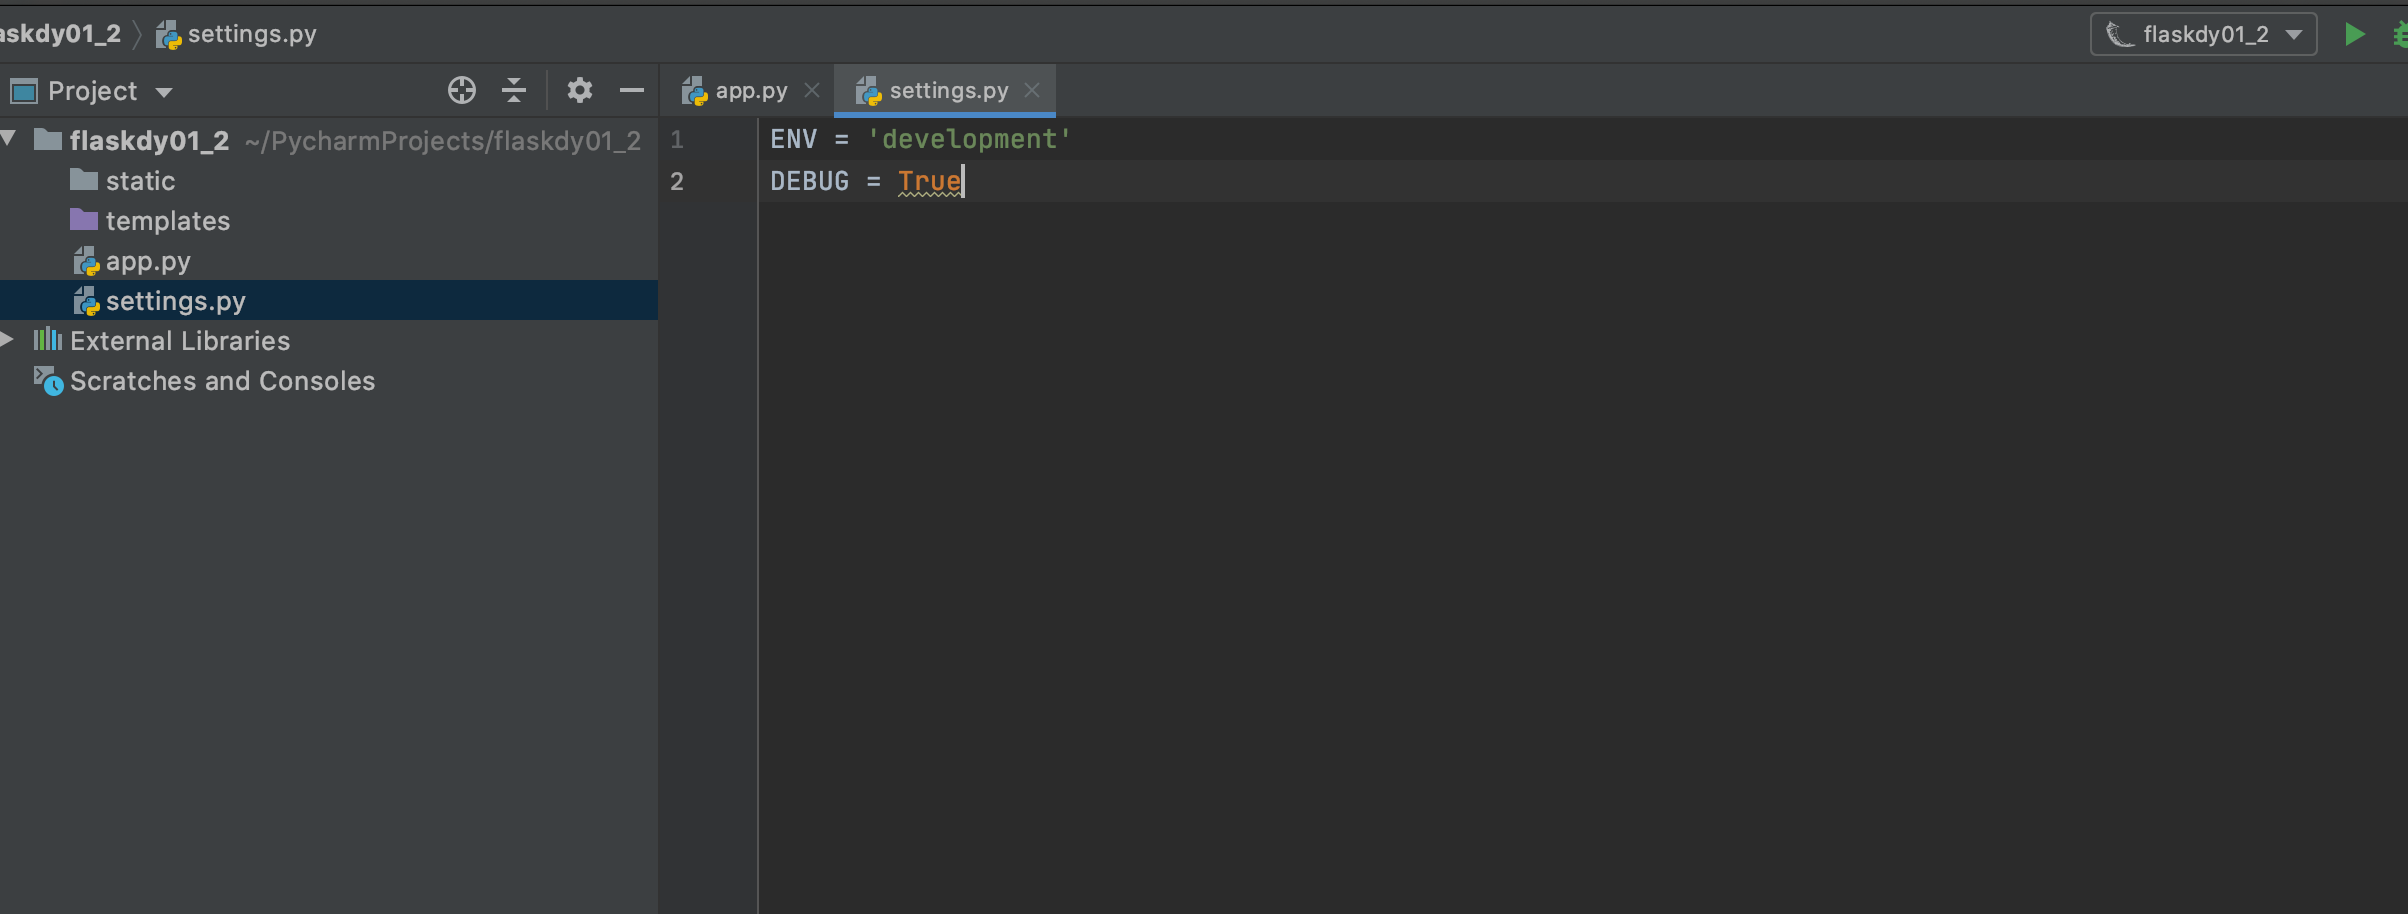 askdy01_2 settings.py
flaskdy01_2
Project
app.py
settings.py
flaskdy01_2 ~/PycharmProjects/flaskdy01_2
static
templates
app.py
settings.py
External Libraries
Scratches and Consoles
1 ENV = 'development'
2 DEBUG = True